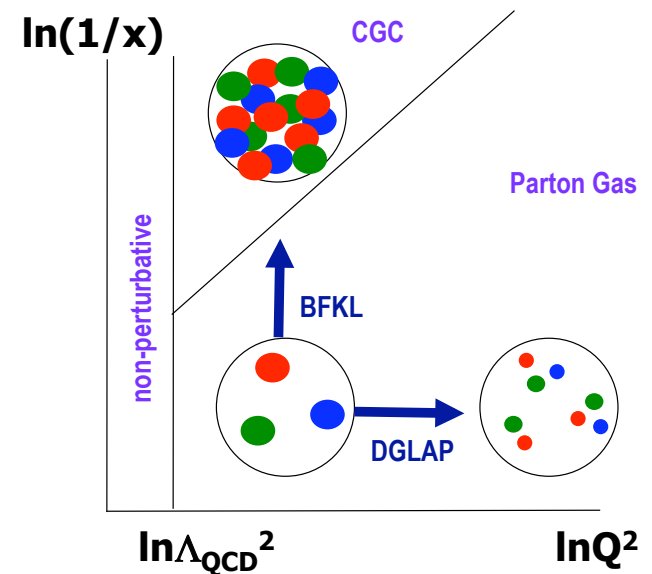 ln(1/x)
CGC
Parton Gas
non-perturbative
BFKL
DGLAP
lnΛQCD²
lnQ²